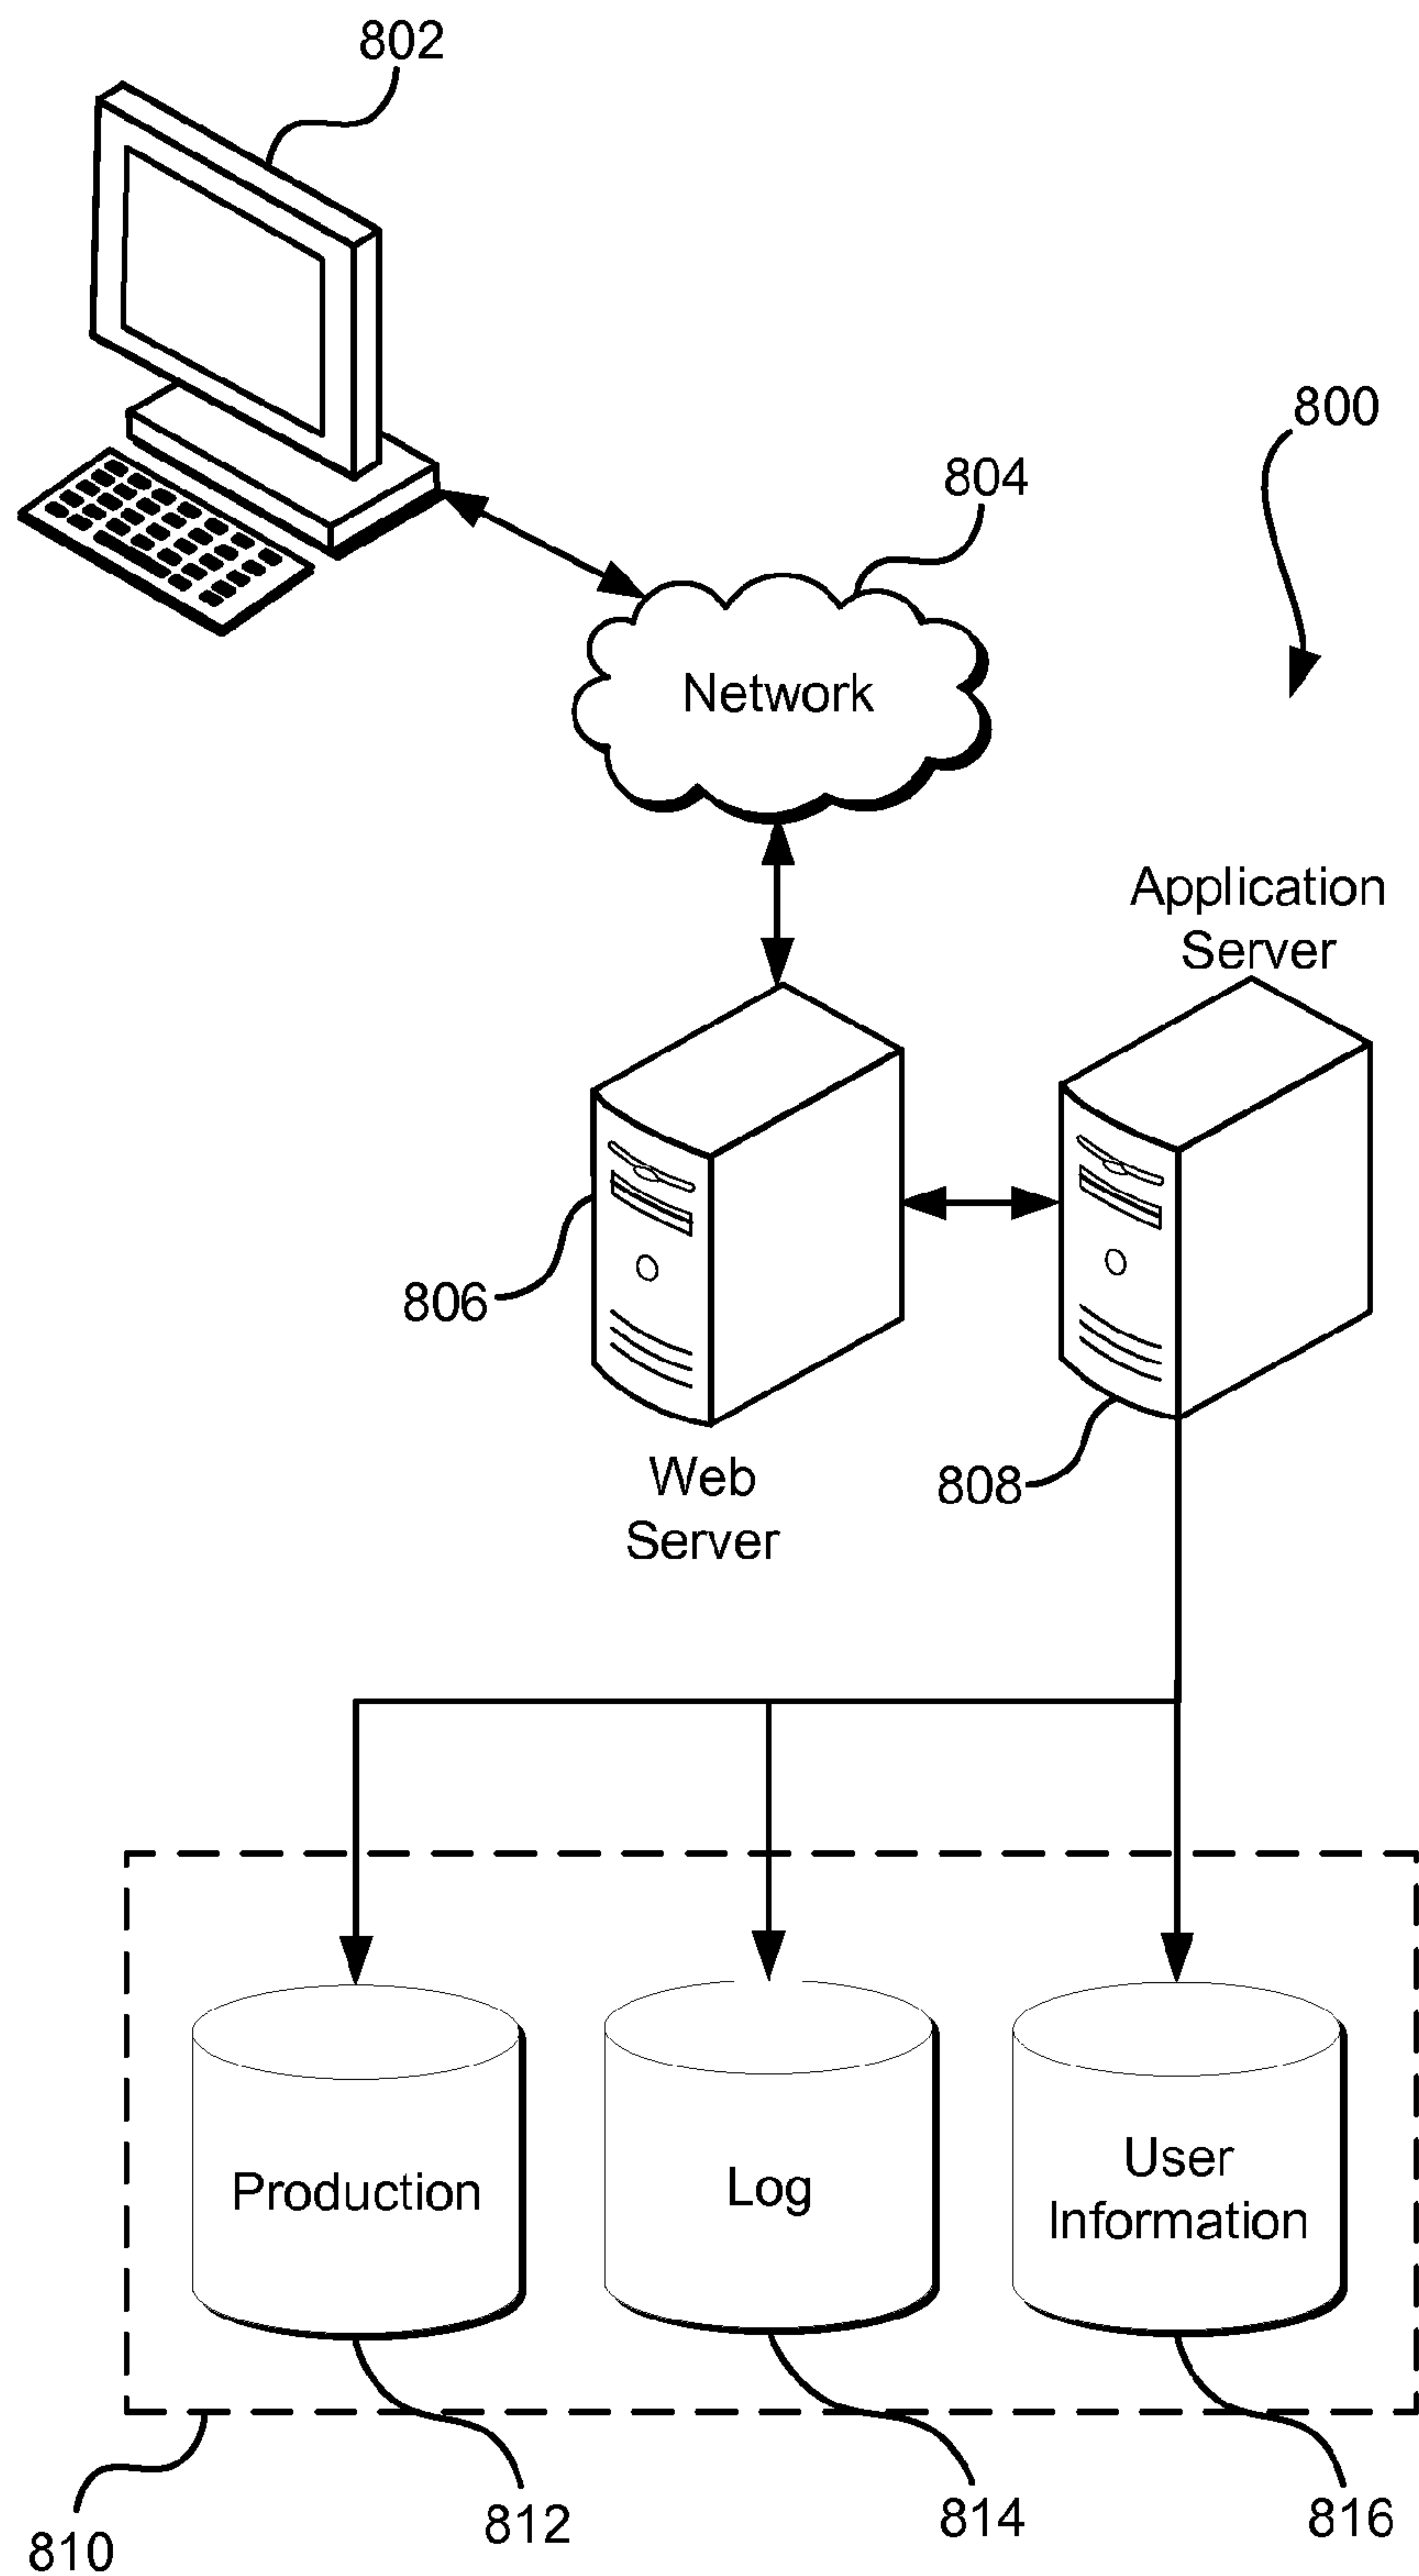 802
800
804
Network
Application
Server
806
808
Web
Server
Production
Log
User
Information
810
812
814
816